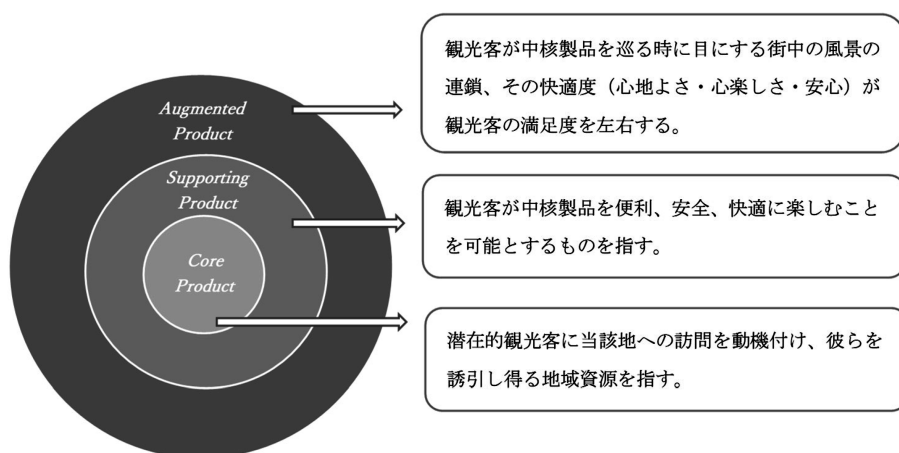 Augmented
Product
Supporting
Product
Core
Product
観光客が中核製品を巡る時に目にする街中の風景の
連鎖、その快適度（心地よさ・心楽しさ・安心）が
観光客の満足度を左右する。
観光客が中核製品を便利、安全、快適に楽しむこと
を可能とするものを指す。
潜在的観光客に当該地への訪問を動機付け、彼らを
誘引し得る地域資源を指す。